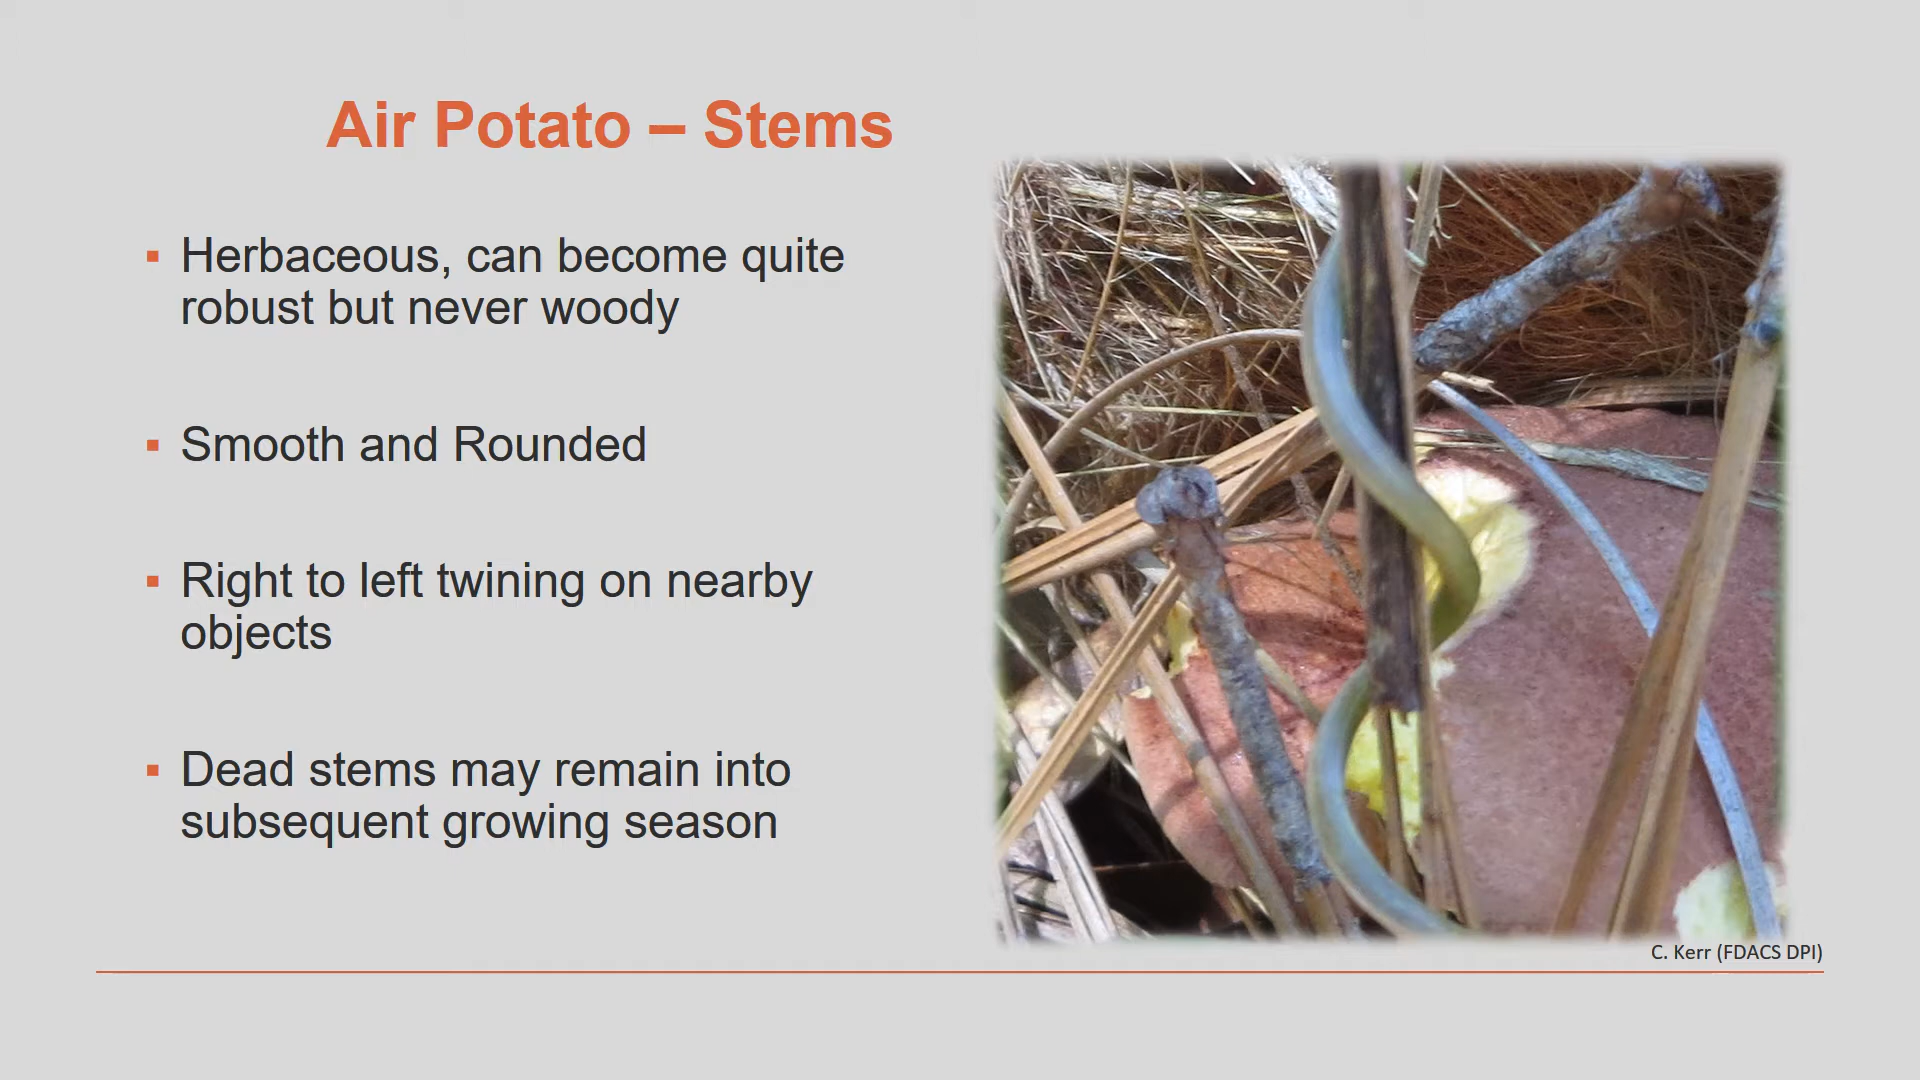 Air Potato – Stems
▪ Herbaceous, can become quite
robust but never woody
▪ Smooth and Rounded
▪ Right to left twining on nearby
objects
▪ Dead stems may remain into
subsequent growing season
C. Kerr (FDACS DPI)